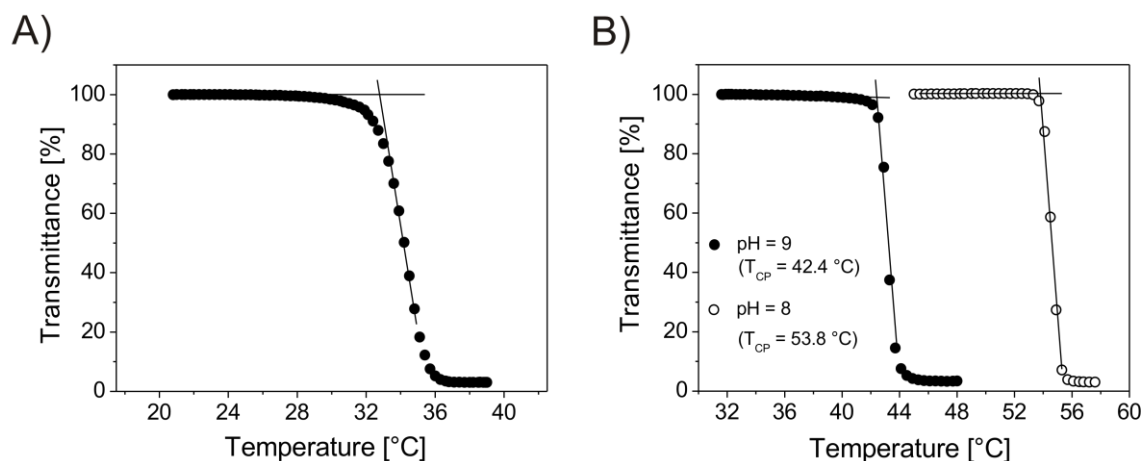 A)
100
80
60
40
20
0
Transmittance [%]
20 24 28 32 36 40
Temperature [°C]
B)
100
80
60
40
20
0
Transmittance [%]
pH = 9
(T_CP = 42.4 °C)
pH = 8
(T_CP = 53.8 °C)
32 36 40 44 48 52 56 60
Temperature [°C]